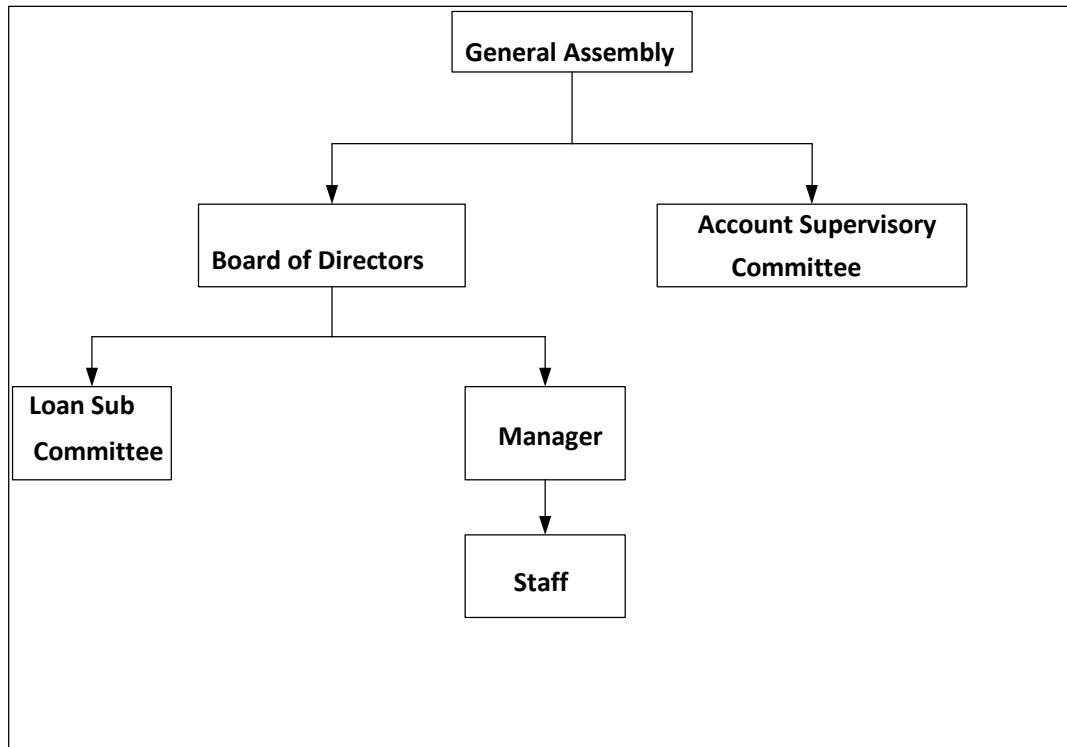 General Assembly
Board of Directors
Account Supervisory
Committee
Loan Sub
Committee
Manager
Staff